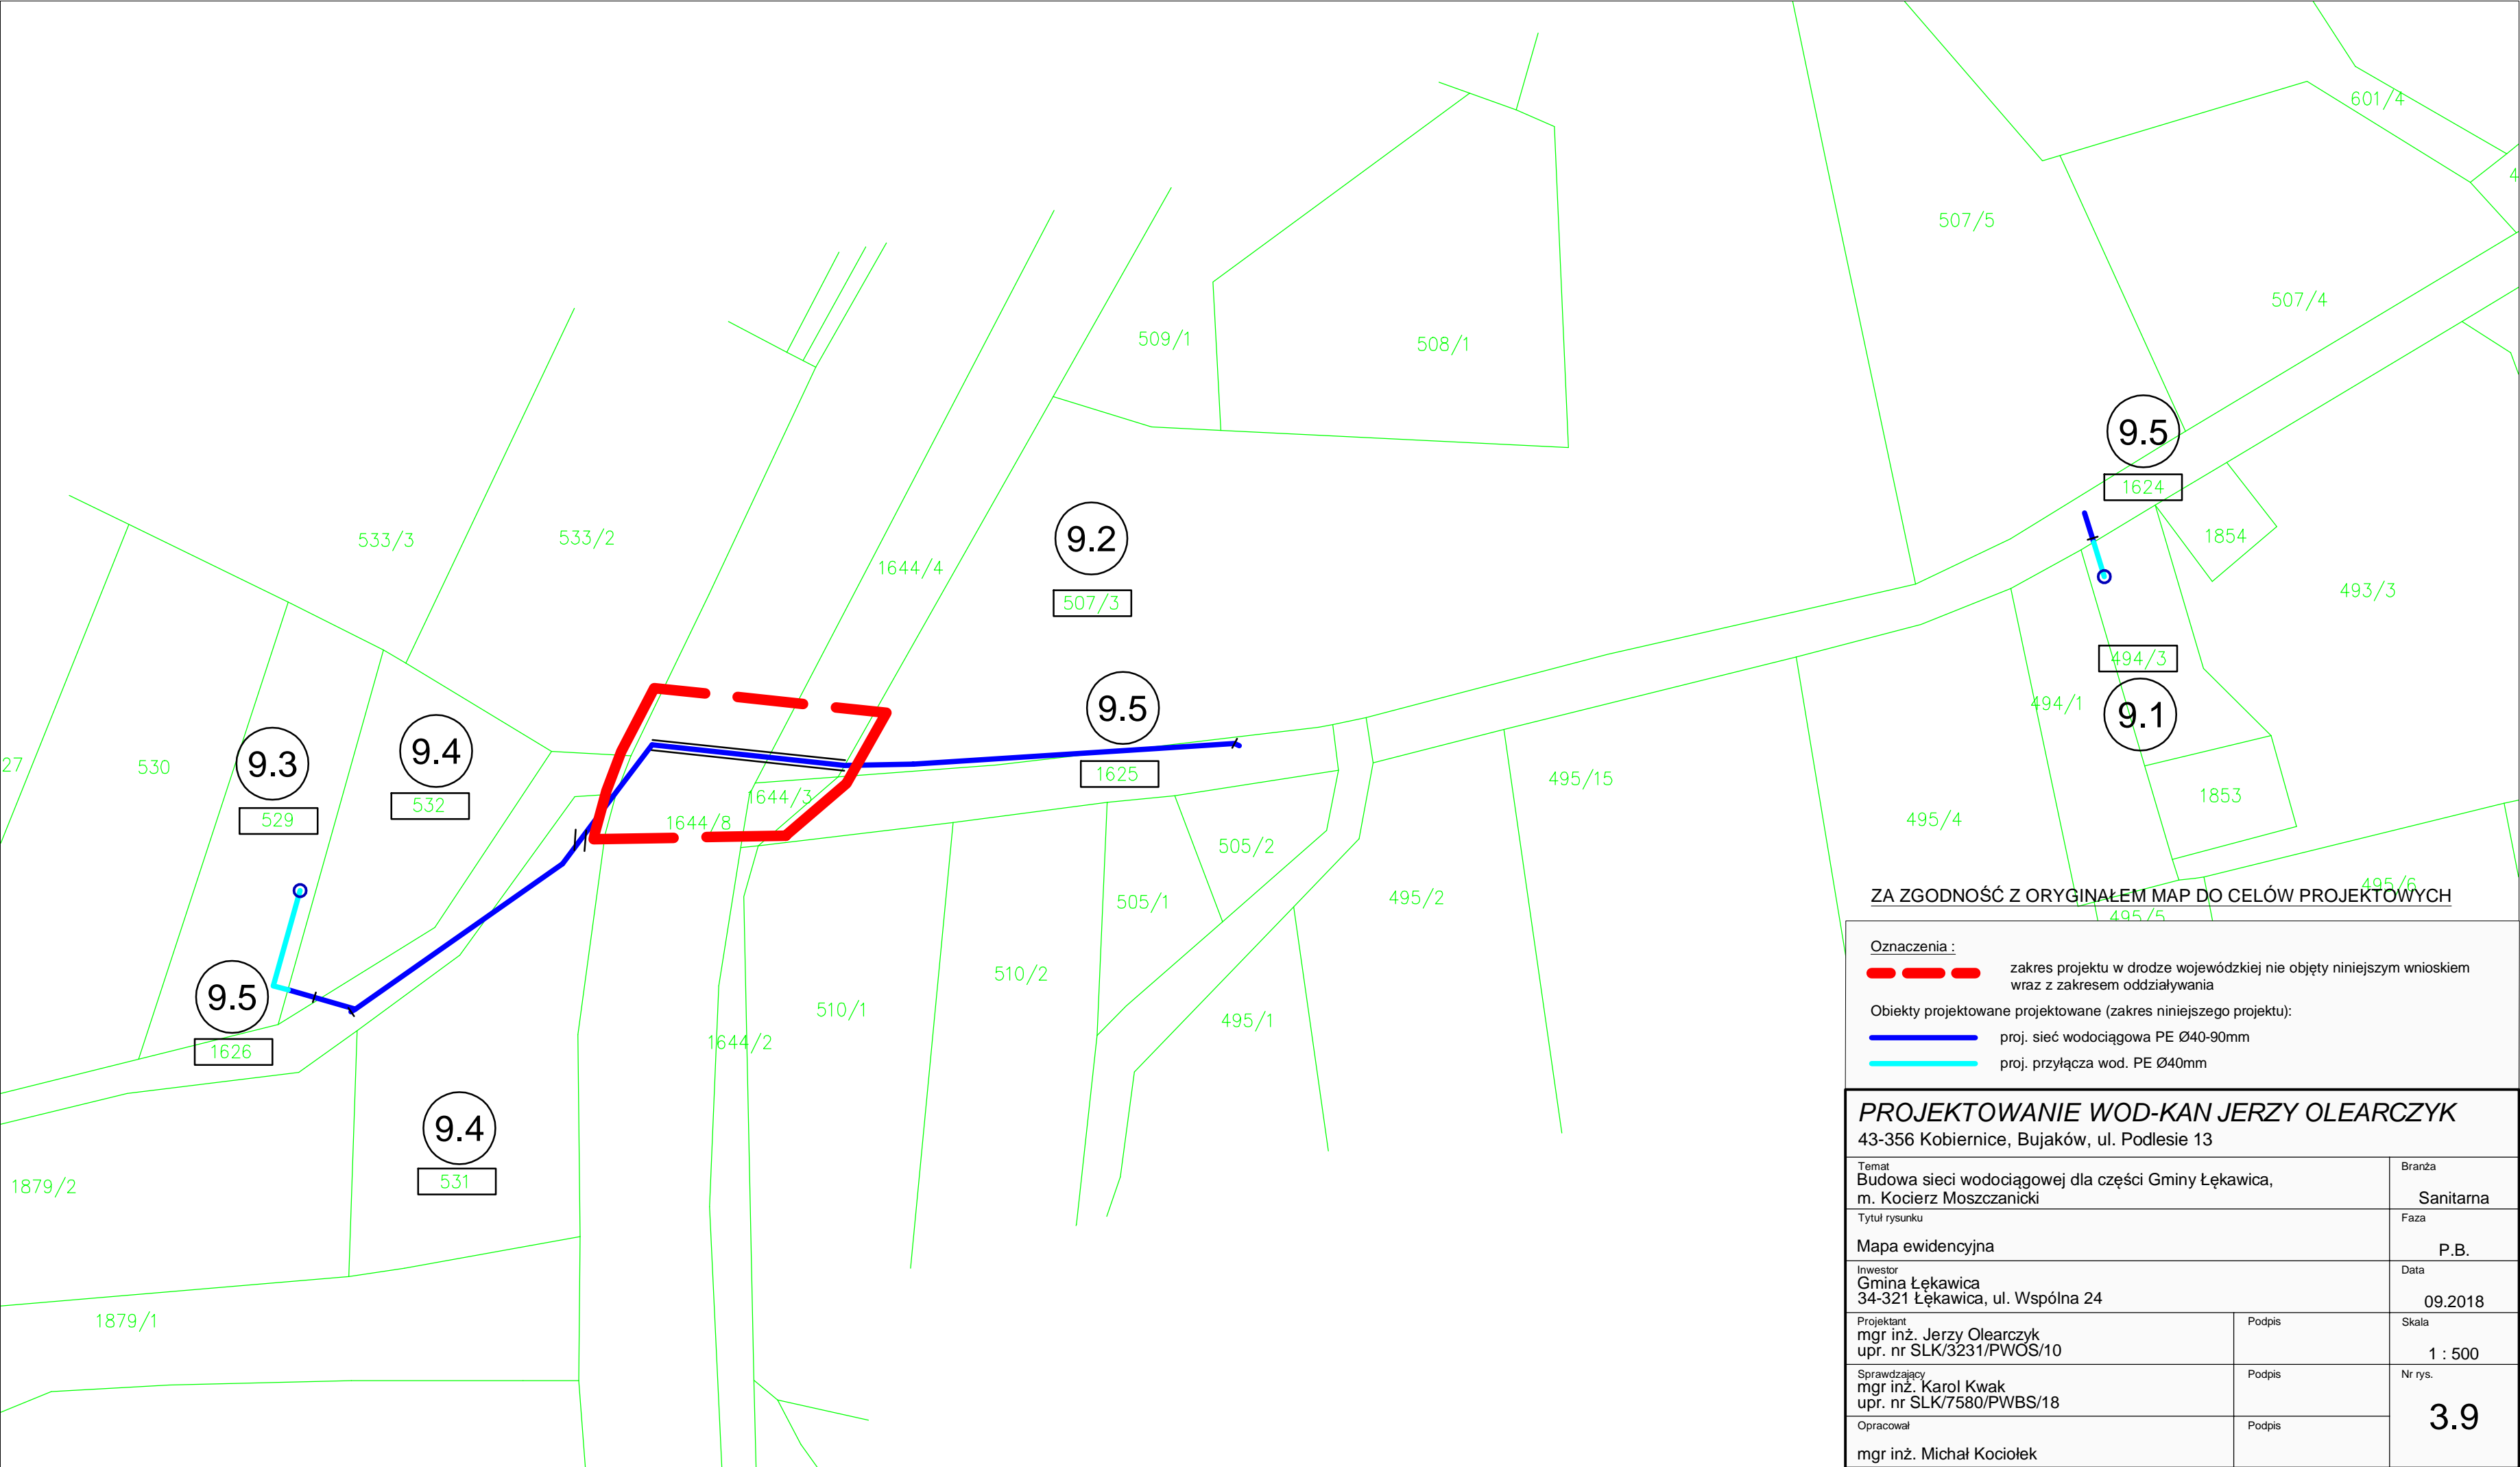 601/4
4
507/5
507/4
509/1
508/1
9.5
1624
533/3
533/2
1644/4
9.2
507/3
1854
493/3
494/3
494/1
9.1
9.5
1625
9.3
529
9.4
532
27
530
1644/3
1644/8
495/15
495/4
1853
505/2
505/1
495/2
495/6
495/5
510/2
510/1
495/1
9.5
1626
1644/2
9.4
531
1879/2
1879/1
ZA ZGODNOŚĆ Z ORYGINAŁEM MAP DO CELÓW PROJEKTOWYCH
Oznaczenia :
zakres projektu w drodze wojewódzkiej nie objęty niniejszym wnioskiem
wraz z zakresem oddziaływania
Obiekty projektowane projektowane (zakres niniejszego projektu):
proj. sieć wodociągowa PE Ø40-90mm
proj. przyłącza wod. PE Ø40mm
PROJEKTOWANIE WOD-KAN JERZY OLEARCZYK
43-356 Kobiernice, Bujaków, ul. Podlesie 13
Temat
Budowa sieci wodociągowej dla części Gminy Łękawica,
m. Kocierz Moszczanicki
Branża
Sanitarna
Tytuł rysunku
Mapa ewidencyjna
Faza
P.B.
Inwestor
Gmina Łękawica
34-321 Łękawica, ul. Wspólna 24
Data
09.2018
Projektant
mgr inż. Jerzy Olearczyk
upr. nr SLK/3231/PWOS/10
Podpis
Skala
1 : 500
Sprawdzający
mgr inż. Karol Kwak
upr. nr SLK/7580/PWBS/18
Podpis
Nr rys.
3.9
Opracował
mgr inż. Michał Kociołek
Podpis